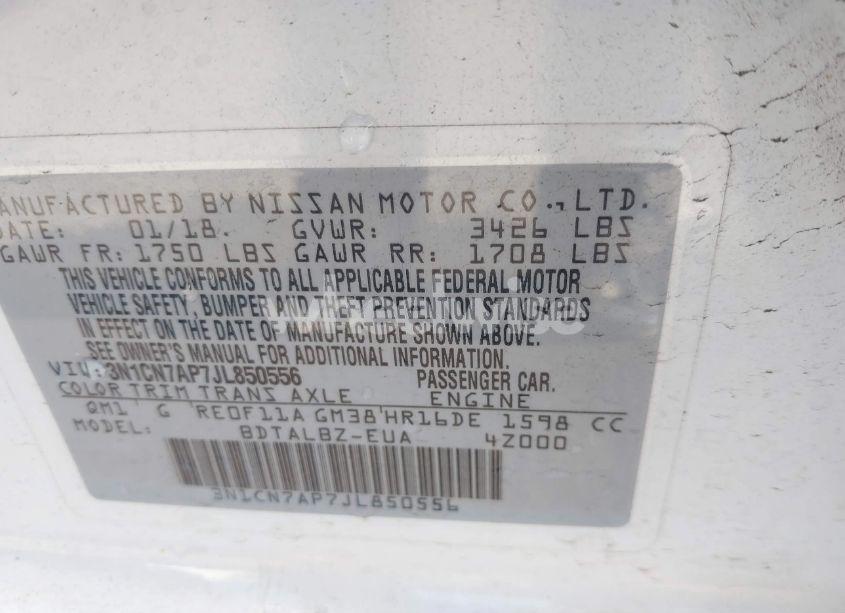 ANUFACTURED BY NISSAN MOTOR CO., LTD.
DATE: 01/18 GVWR: 3426 LBS
GAWR FR: 1750 LBS GAWR RR: 1708 LBS
THIS VEHICLE CONFORMS TO ALL APPLICABLE FEDERAL MOTOR
VEHICLE SAFETY, BUMPER AND THEFT PREVENTION STANDARDS
IN EFFECT ON THE DATE OF MANUFACTURE SHOWN ABOVE.
SEE OWNER'S MANUAL FOR ADDITIONAL INFORMATION.
VIN: 3N1CN7AP7JL850556 PASSENGER CAR.
COLOR TRIM TRANS AXLE ENGINE
QM1 G RE0F11A GM38 HR16DE 1598 CC
MODEL: BDTALBZ-EUA 4Z000
3N1CN7AP7JL850556